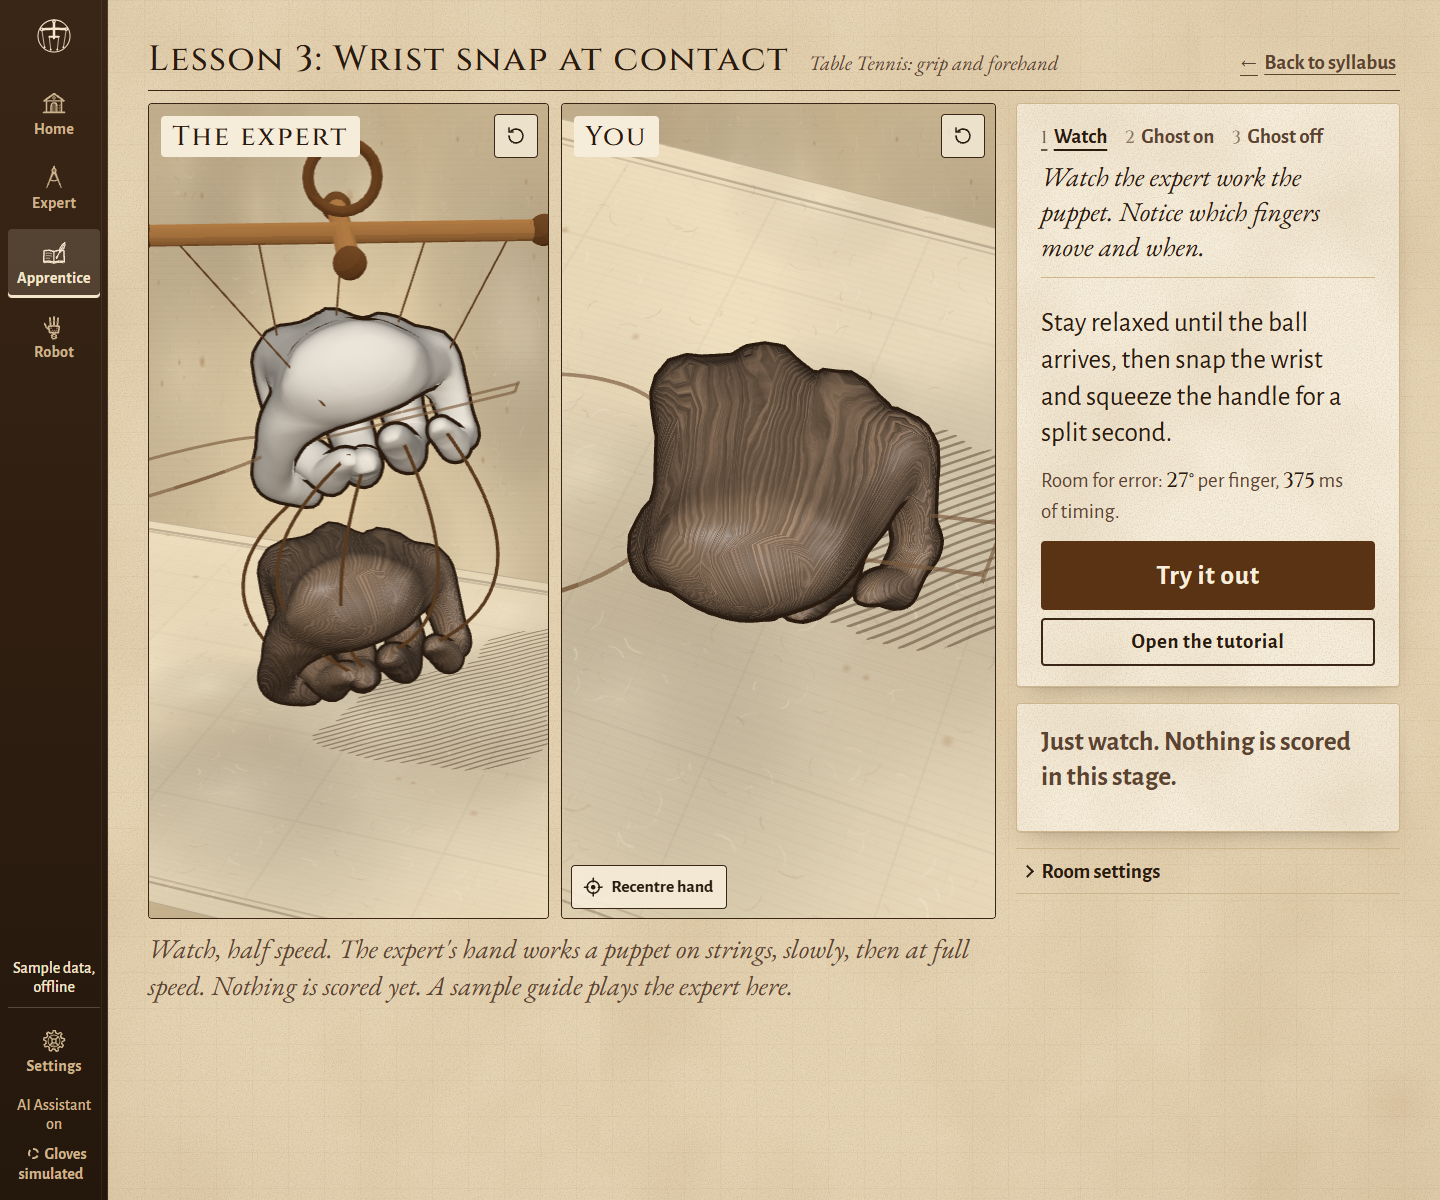 Lesson 3: Wrist snap at contact
Table Tennis: grip and forehand
← Back to syllabus
Home
Expert
Apprentice
Robot
Sample data,
offline
Settings
AI Assistant
on
Gloves
simulated
The expert
You
Recentre hand
Watch, half speed. The expert's hand works a puppet on strings, slowly, then at full
speed. Nothing is scored yet. A sample guide plays the expert here.
1 Watch 2 Ghost on 3 Ghost off
Watch the expert work the
puppet. Notice which fingers
move and when.
Stay relaxed until the ball
arrives, then snap the wrist
and squeeze the handle for a
split second.
Room for error: 27° per finger, 375 ms
of timing.
Try it out
Open the tutorial
Just watch. Nothing is scored
in this stage.
Room settings